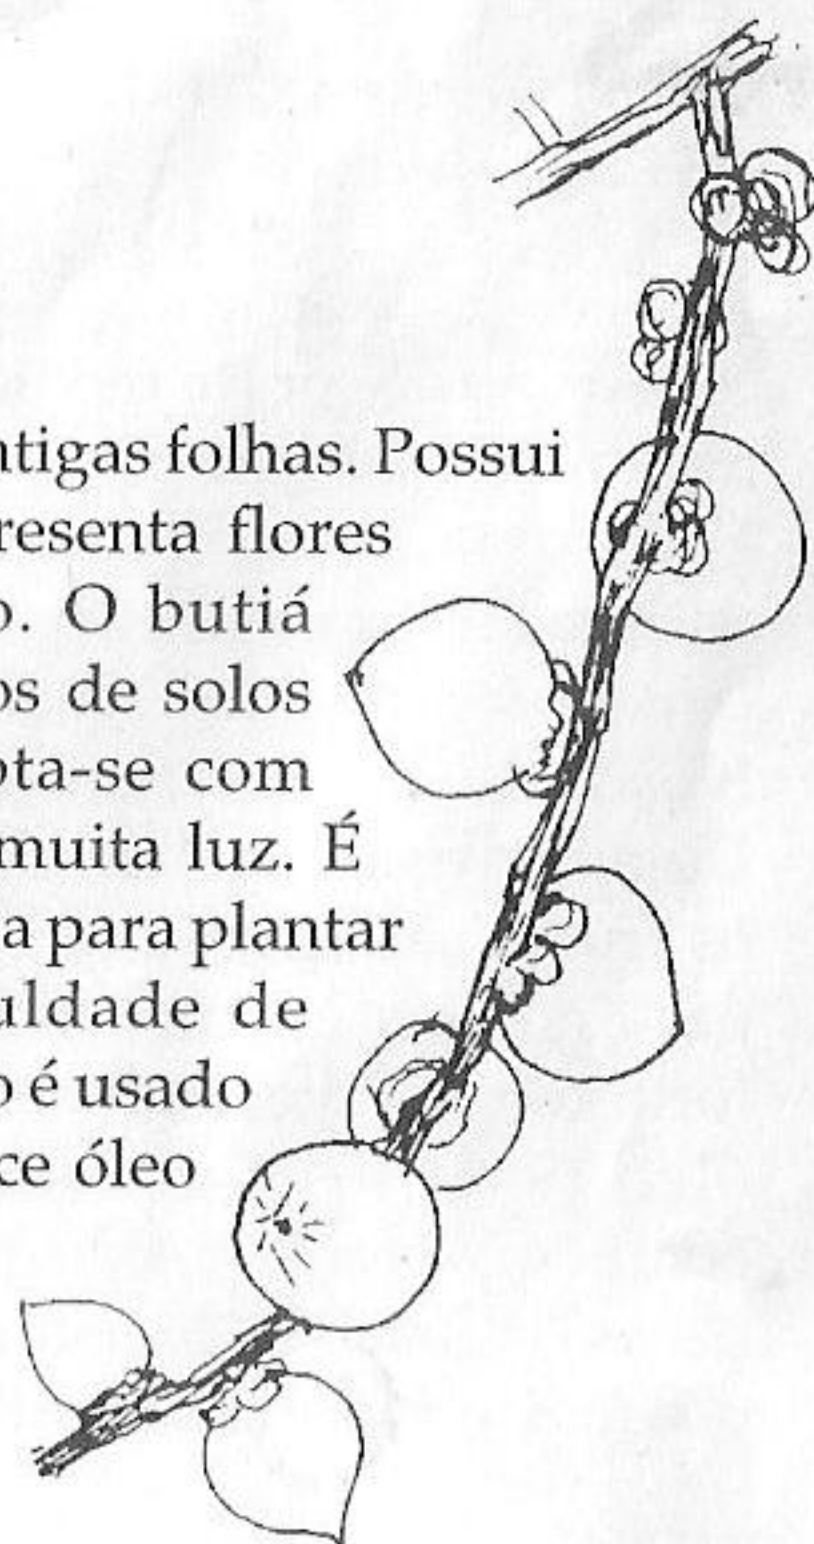 ntigas folhas. Possui
resenta flores
o. O butiá
os de solos
pta-se com
muita luz. É
a para plantar
uldade de
o é usado
ce óleo